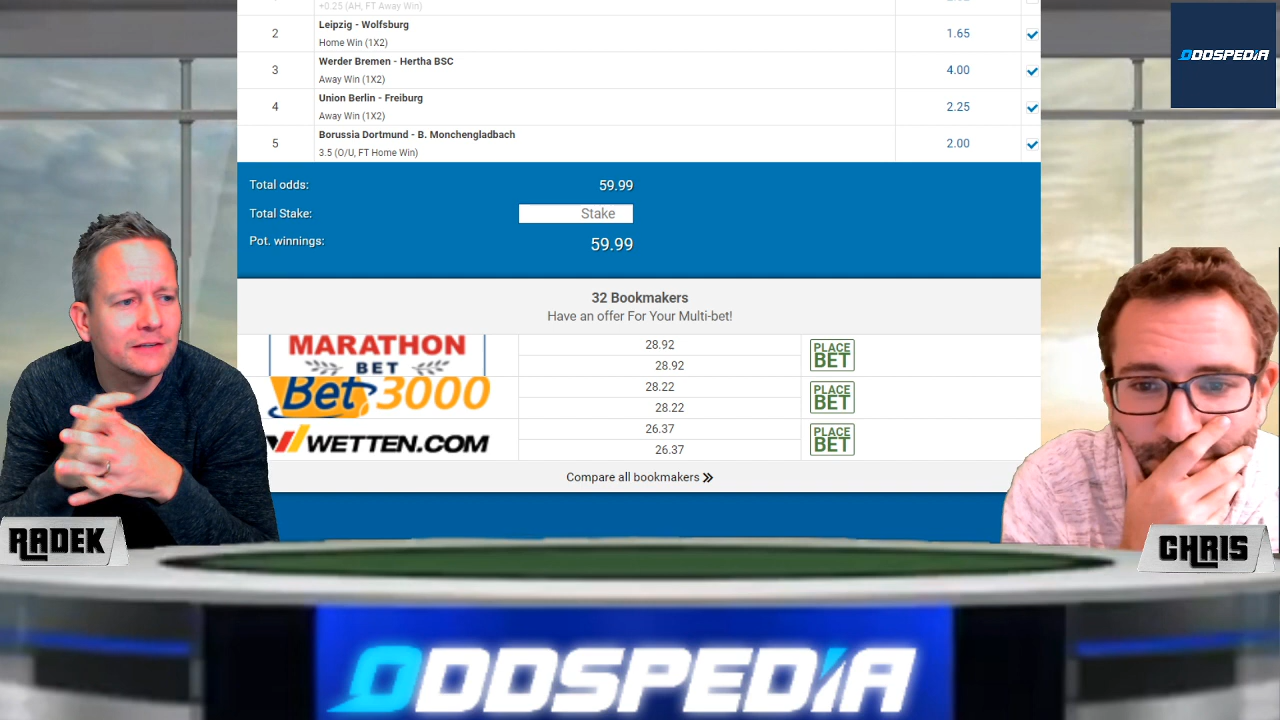 +0.25 (AH, FT Away Win)
2
Leipzig - Wolfsburg
Home Win (1X2)
1.65
3
Werder Bremen - Hertha BSC
Away Win (1X2)
4.00
4
Union Berlin - Freiburg
Away Win (1X2)
2.25
5
Borussia Dortmund - B. Monchengladbach
3.5 (O/U, FT Home Win)
2.00
Total odds: 59.99
Total Stake: Stake
Pot. winnings: 59.99
32 Bookmakers
Have an offer For Your Multi-bet!
MARATHON
BET
28.92
28.92
PLACE
BET
Bet3000
28.22
28.22
PLACE
BET
WETTEN.COM
26.37
26.37
PLACE
BET
Compare all bookmakers
ODDSPEDIA
RADEK
CHRIS
ODDSPEDIA